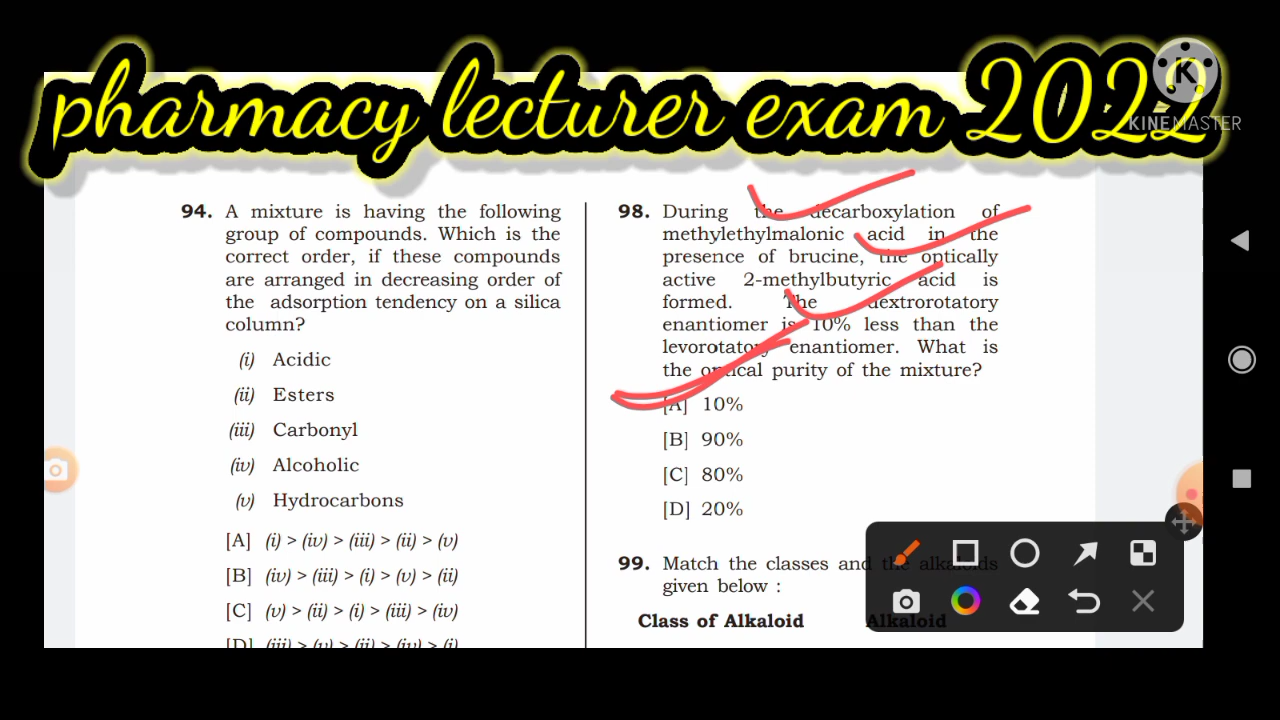 pharmacy lecturer exam 2022
K
KINEMASTER
94. A mixture is having the following
group of compounds. Which is the
correct order, if these compounds
are arranged in decreasing order of
the adsorption tendency on a silica
column?
(i) Acidic
(ii) Esters
(iii) Carbonyl
(iv) Alcoholic
(v) Hydrocarbons
[A] (i) > (iv) > (iii) > (ii) > (v)
[B] (iv) > (iii) > (i) > (v) > (ii)
[C] (v) > (ii) > (i) > (iii) > (iv)
[D] (iii) > (v) > (ii) > (iv) > (i)
98. During the decarboxylation of
methylethylmalonic acid in the
presence of brucine, the optically
active 2-methylbutyric acid is
formed. The dextrorotatory
enantiomer is 10% less than the
levorotatory enantiomer. What is
the optical purity of the mixture?
[A] 10%
[B] 90%
[C] 80%
[D] 20%
99. Match the classes and the alkaloids
given below :
Class of Alkaloid Alkaloid